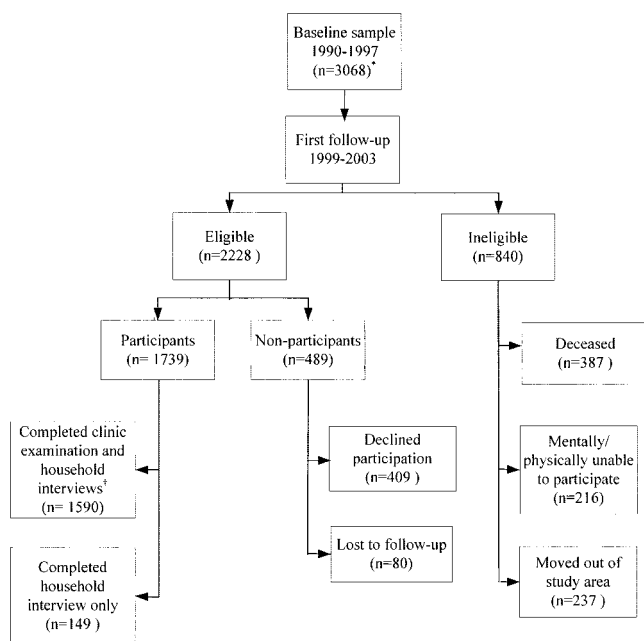 Baseline sample
1990-1997
(n=3068)*
First follow-up
1999-2003
Eligible
(n=2228 )
Ineligible
(n=840)
Participants
(n= 1739)
Non-participants
(n=489)
Deceased
(n=387 )
Completed clinic
examination and
household
interviews†
(n= 1590)
Declined
participation
(n=409 )
Mentally/
physically unable
to participate
(n=216)
Completed
household
interview only
(n=149 )
Lost to follow-up
(n=80)
Moved out of
study area
(n=237 )